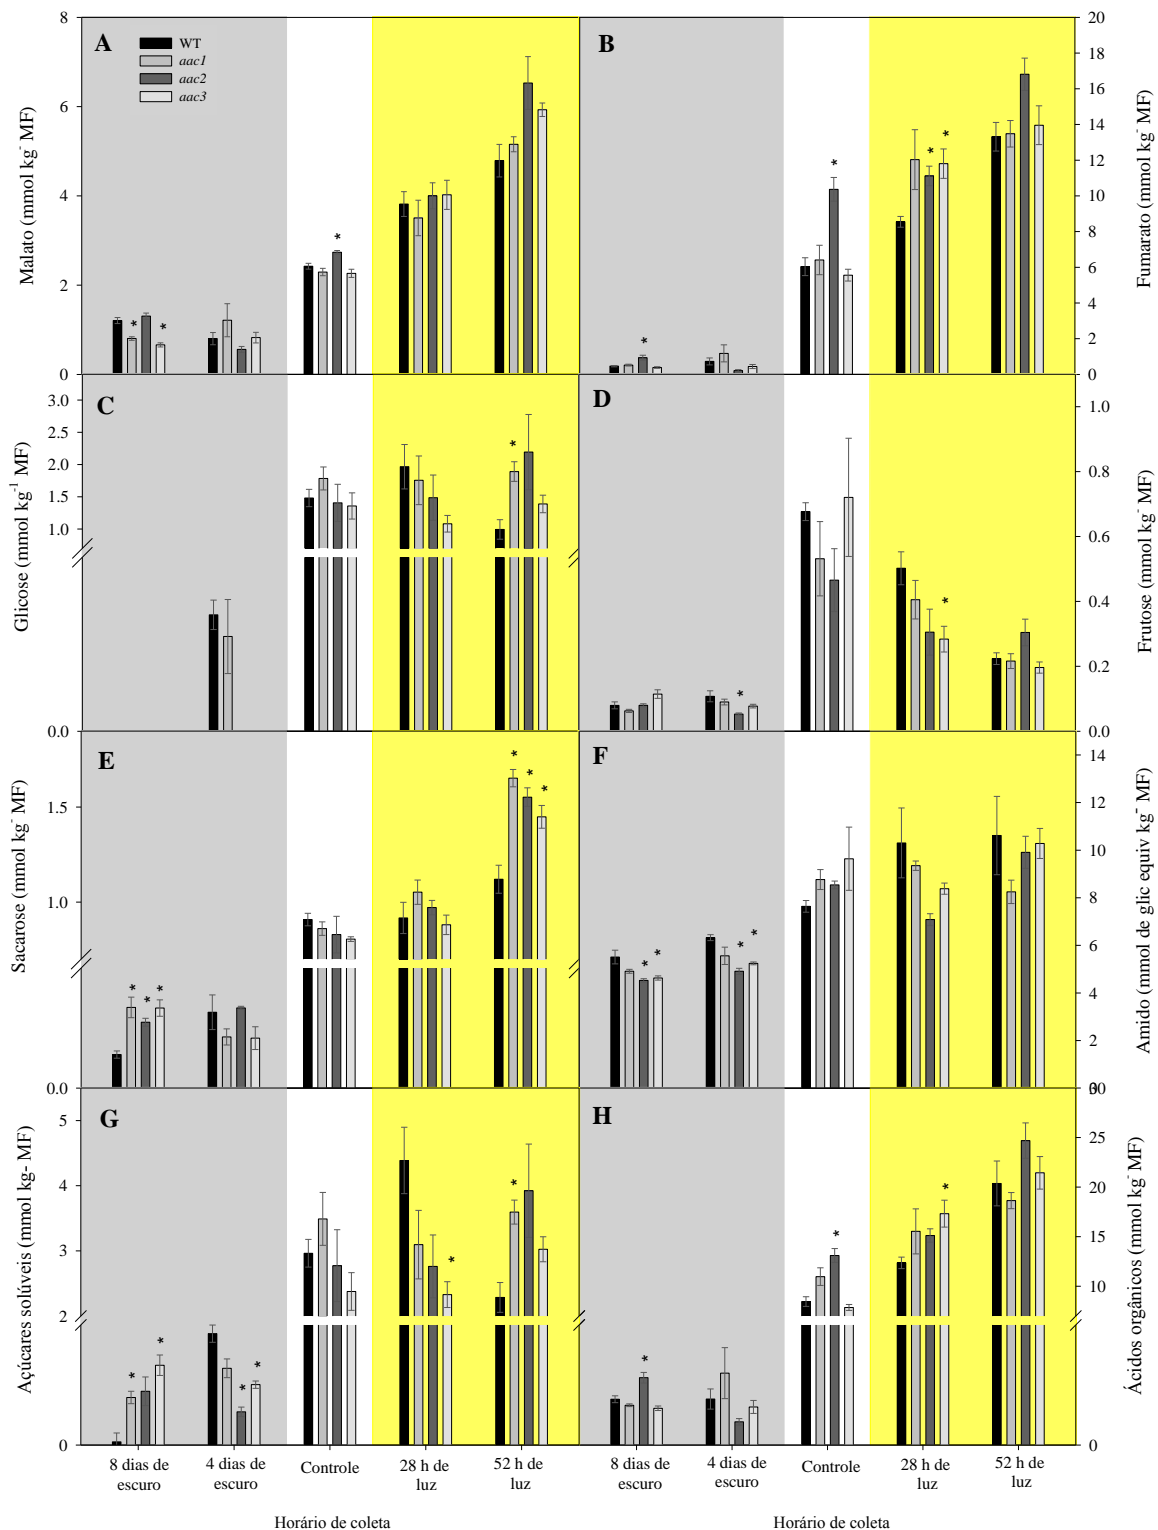 A
WT
aac1
aac2
aac3
Malato (mmol kg⁻ MF)
8
6
4
2
0
*
*
*
B
Fumarato (mmol kg⁻ MF)
20
18
16
14
12
10
8
6
4
2
0
*
*
*
*
C
Glicose (mmol kg⁻¹ MF)
3.0
2.5
2.0
1.5
1.0
0.0
*
D
Frutose (mmol kg⁻ MF)
1.0
0.8
0.6
0.4
0.2
0.0
*
*
E
Sacarose (mmol kg⁻ MF)
1.5
1.0
0.0
*
*
*
*
*
*
F
Amido (mmol de glic equiv kg⁻ MF)
14
12
10
8
6
4
2
0
*
*
*
*
G
Açúcares solúveis (mmol kg- MF)
5
4
3
2
0
*
*
*
*
*
*
H
Ácidos orgânicos (mmol kg⁻ MF)
30
25
20
15
10
0
*
*
*
8 dias de
escuro
4 dias de
escuro
Controle
28 h de
luz
52 h de
luz
Horário de coleta
8 dias de
escuro
4 dias de
escuro
Controle
28 h de
luz
52 h de
luz
Horário de coleta